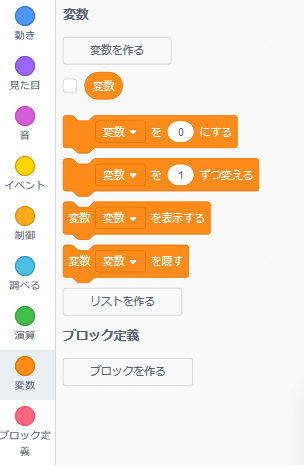 動き
見た目
音
イベント
制御
調べる
演算
変数
ブロック定
義
変数
変数を作る
変数
変数 を 0 にする
変数 を 1 ずつ変える
変数 変数 を表示する
変数 変数 を隠す
リストを作る
ブロック定義
ブロックを作る